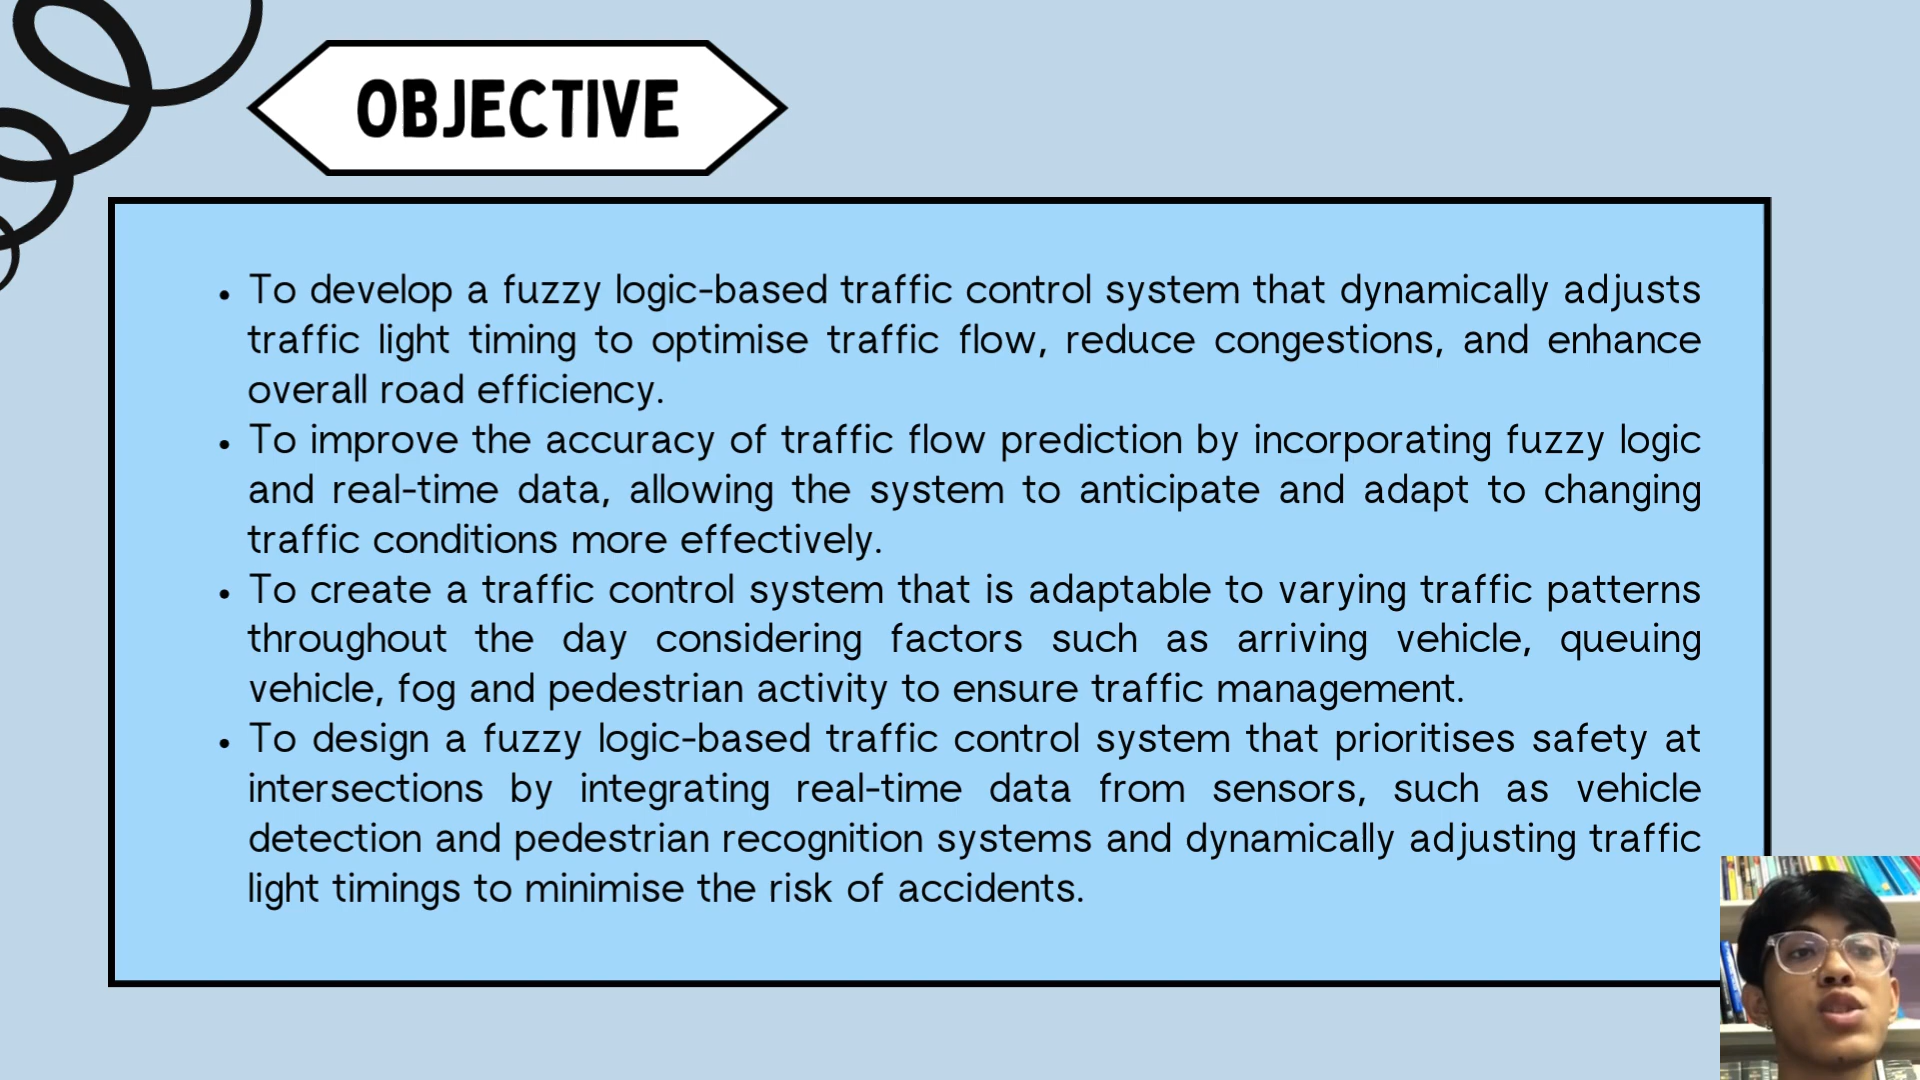 OBJECTIVE
• To develop a fuzzy logic-based traffic control system that dynamically adjusts
traffic light timing to optimise traffic flow, reduce congestions, and enhance
overall road efficiency.
• To improve the accuracy of traffic flow prediction by incorporating fuzzy logic
and real-time data, allowing the system to anticipate and adapt to changing
traffic conditions more effectively.
• To create a traffic control system that is adaptable to varying traffic patterns
throughout the day considering factors such as arriving vehicle, queuing
vehicle, fog and pedestrian activity to ensure traffic management.
• To design a fuzzy logic-based traffic control system that prioritises safety at
intersections by integrating real-time data from sensors, such as vehicle
detection and pedestrian recognition systems and dynamically adjusting traffic
light timings to minimise the risk of accidents.